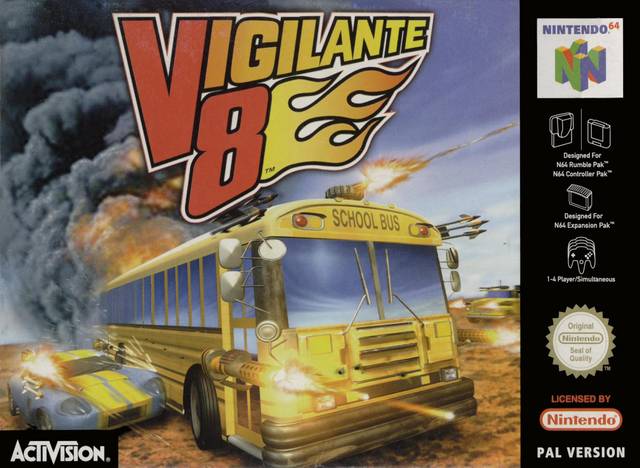 VIGILANTE
8
™
SCHOOL BUS
ACTIVISION®
NINTENDO64
N
Designed For
N64 Rumble Pak™
N64 Controller Pak™
Designed For
N64 Expansion Pak™
1-4 Player/Simultaneous
Original
Nintendo
Seal of
Quality
TM
LICENSED BY
Nintendo®
PAL VERSION